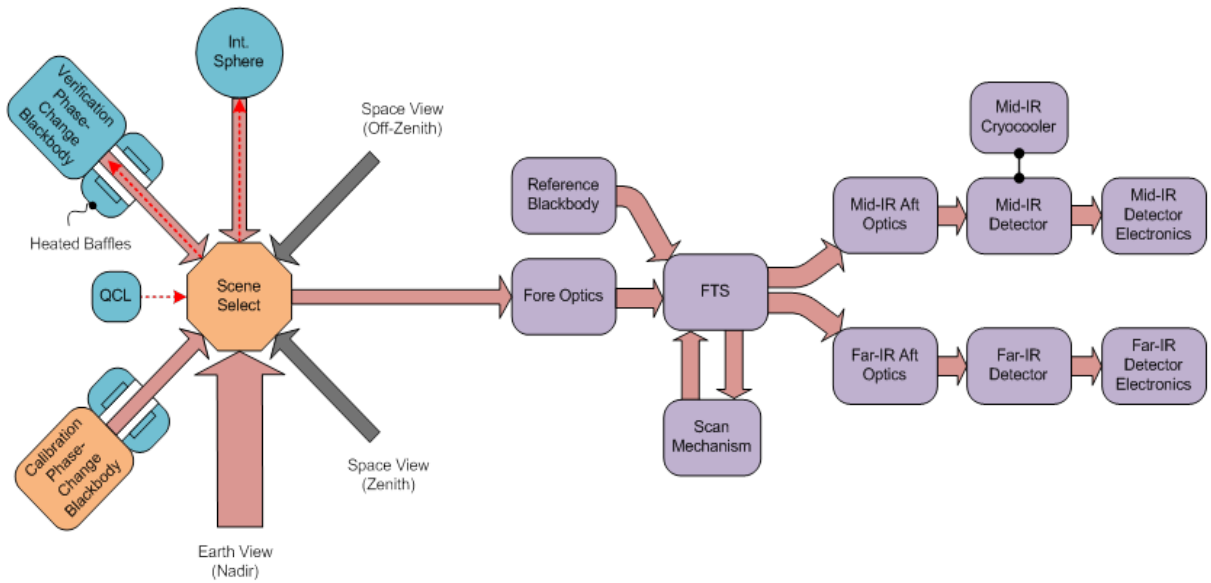 Int.
Sphere
Verification
Phase-
Change
Blackbody
Space View
(Off-Zenith)
Mid-IR
Cryocooler
Reference
Blackbody
Mid-IR Aft
Optics
Mid-IR
Detector
Mid-IR
Detector
Electronics
Heated Baffles
QCL
Scene
Select
Fore Optics
FTS
Far-IR Aft
Optics
Far-IR
Detector
Far-IR
Detector
Electronics
Calibration
Phase-
Change
Blackbody
Scan
Mechanism
Space View
(Zenith)
Earth View
(Nadir)